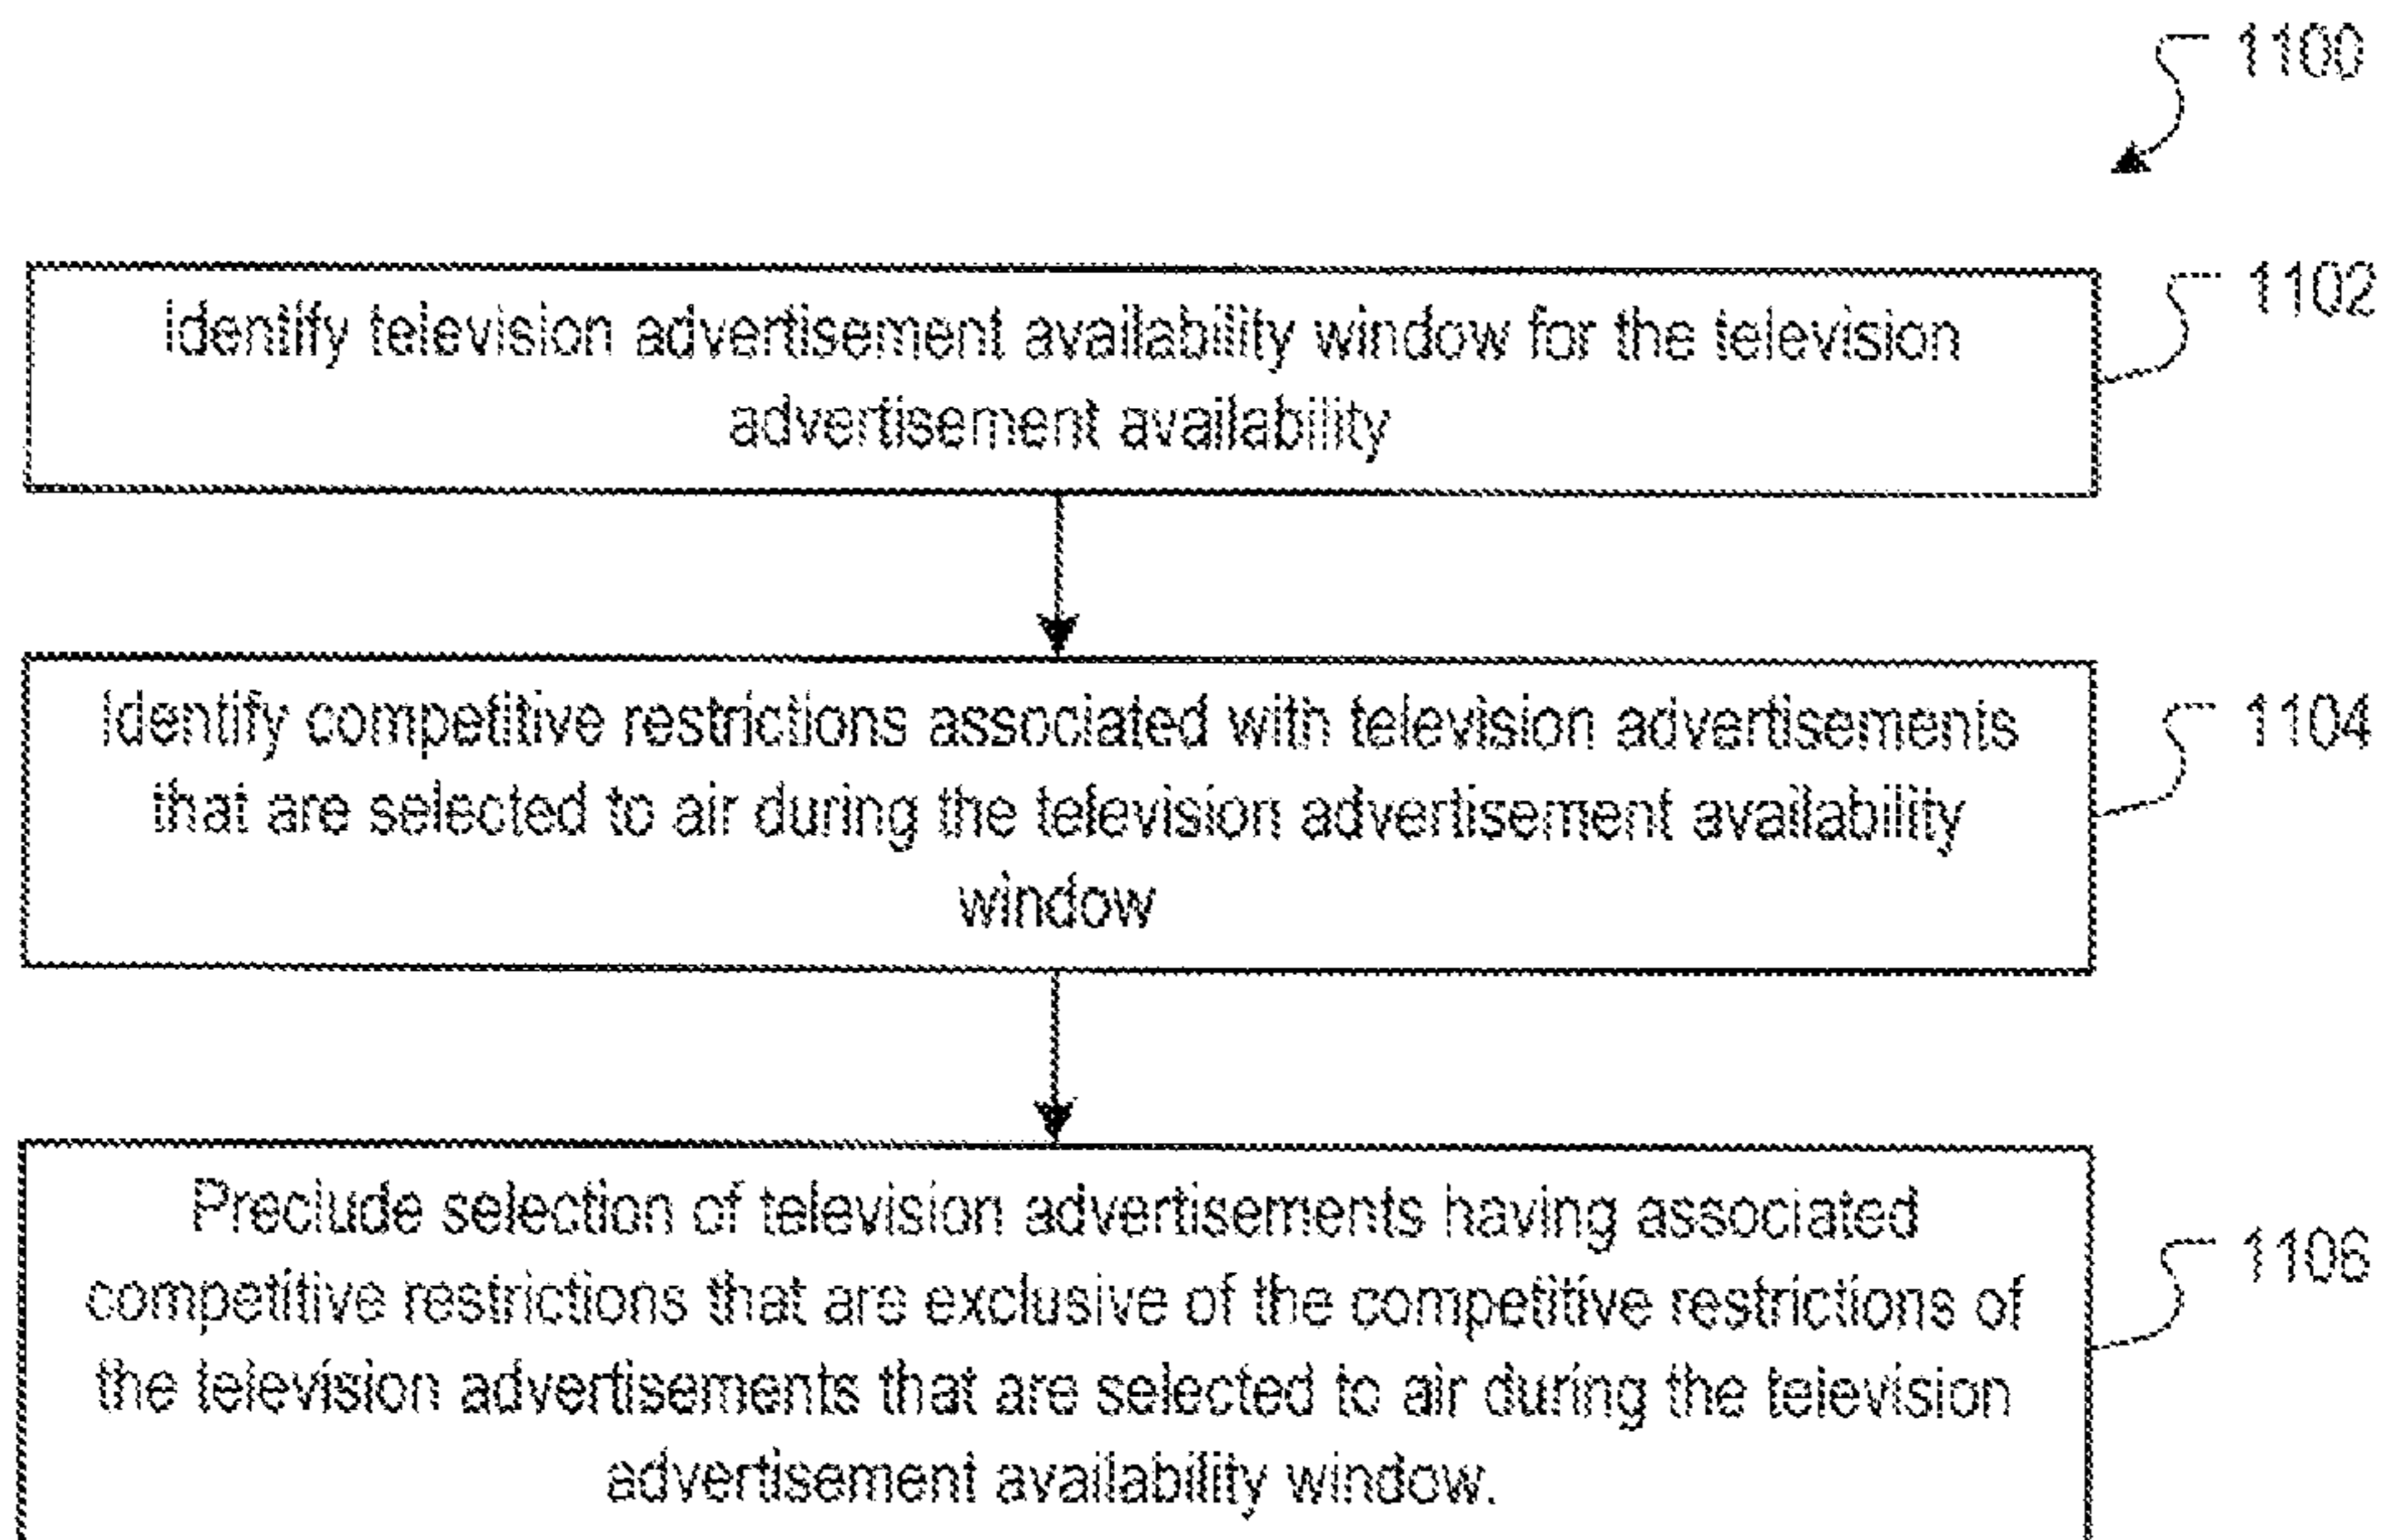 1100
Identify television advertisement availability window for the television
advertisement availability
1102
Identify competitive restrictions associated with television advertisements
that are selected to air during the television advertisement availability
window
1104
Preclude selection of television advertisements having associated
competitive restrictions that are exclusive of the competitive restrictions of
the television advertisements that are selected to air during the television
advertisement availability window.
1106